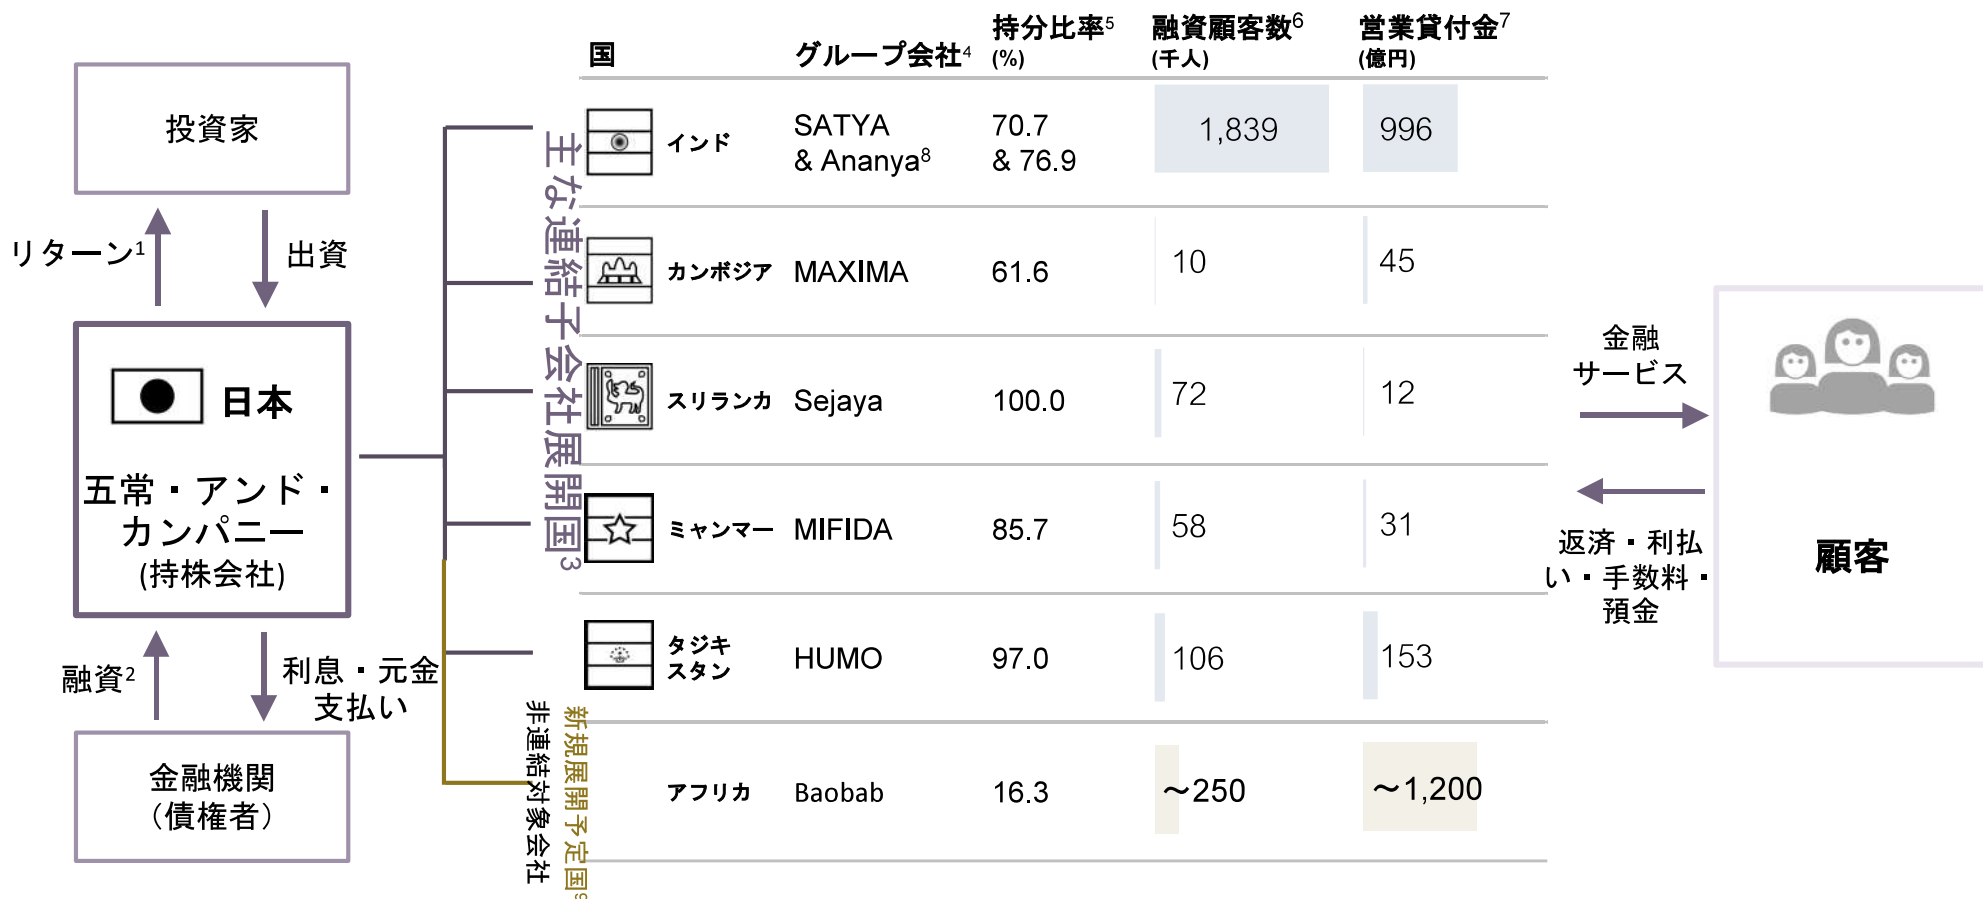 投資家
リターン1
出資
日本
五常・アンド・
カンパニー
(持株会社)
融資2
利息・元金
支払い
金融機関
（債権者）
主な連結子会社展開国3
新規展開予定国9
非連結対象会社
国
グループ会社4
持分比率5
(%)
融資顧客数6
(千人)
営業貸付金7
(億円)
インド
SATYA
& Ananya8
70.7
& 76.9
1,839
996
カンボジア
MAXIMA
61.6
10
45
スリランカ
Sejaya
100.0
72
12
ミャンマー
MIFIDA
85.7
58
31
タジキ
スタン
HUMO
97.0
106
153
アフリカ
Baobab
16.3
～250
～1,200
金融
サービス
返済・利払
い・手数料・
預金
顧客